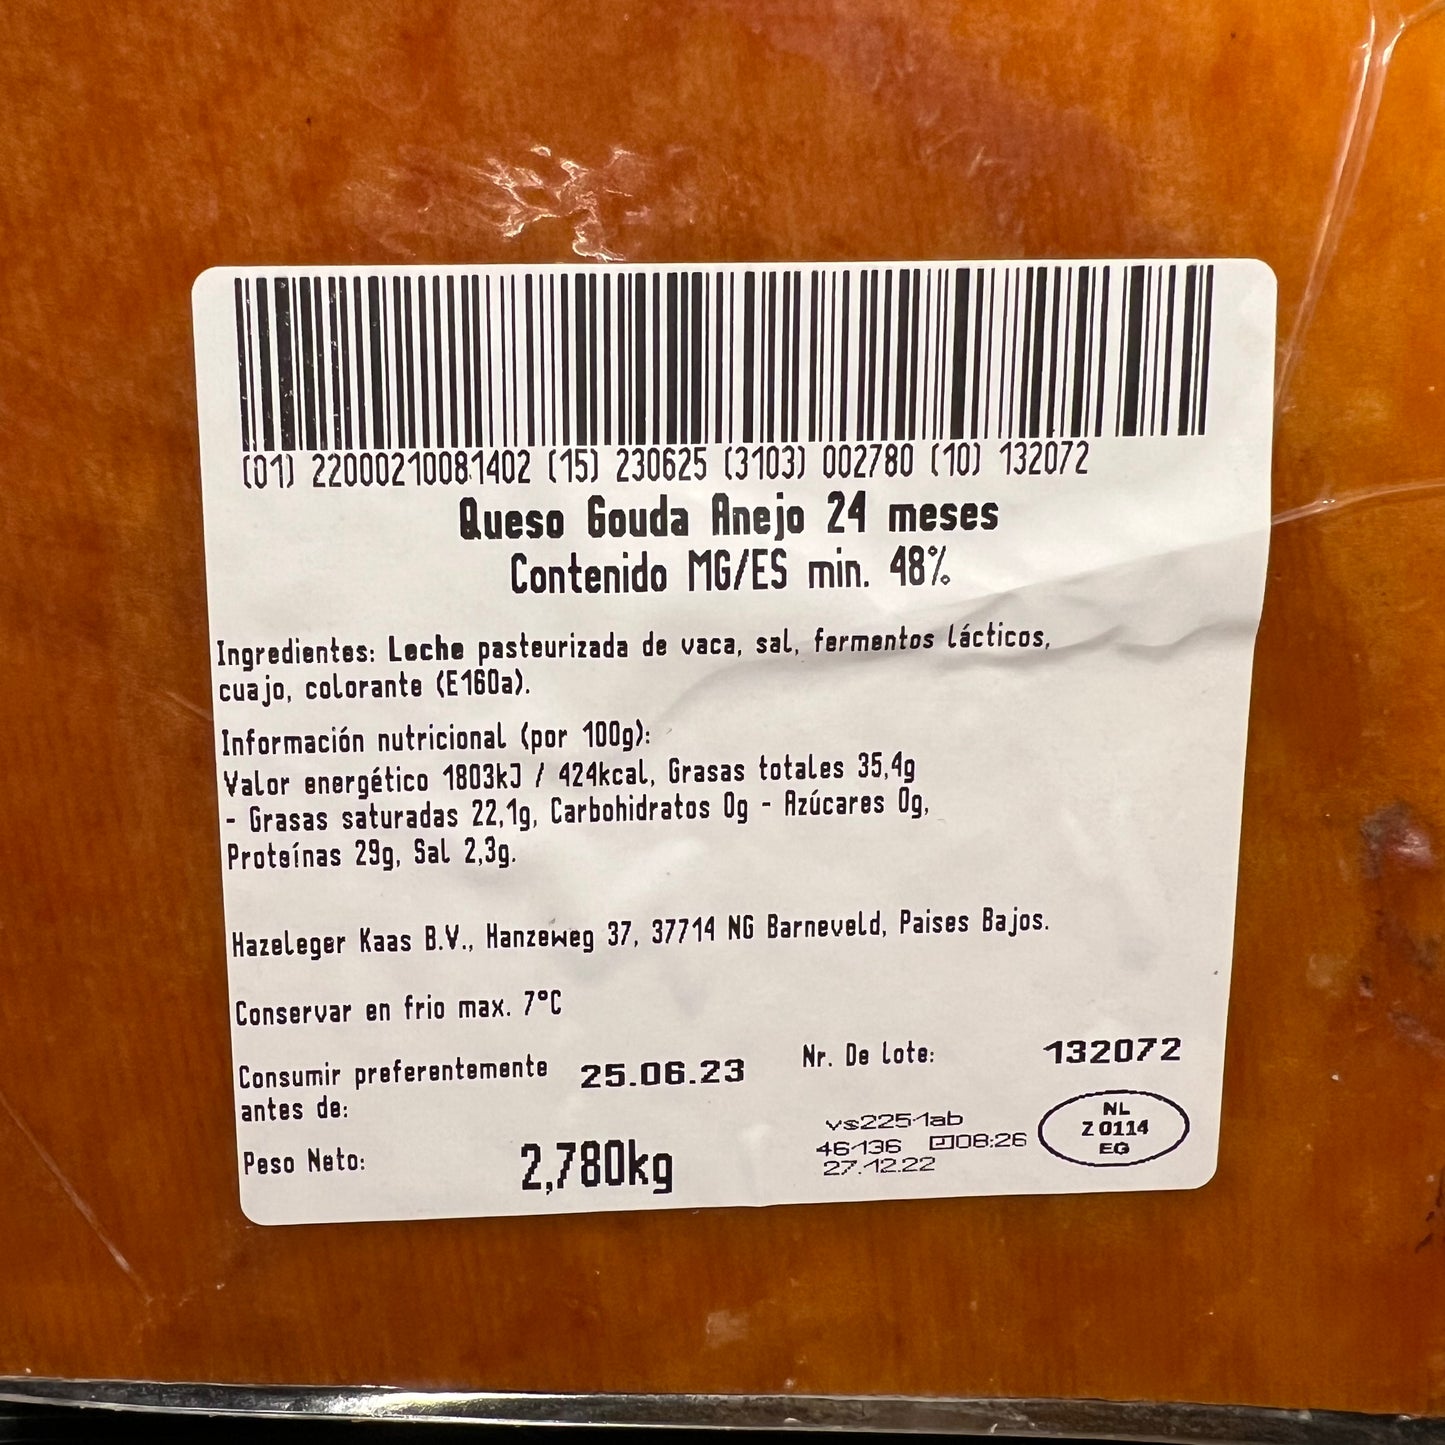 (01) 22000210081402 (15) 230625 (3103) 002780 (10) 132072
Queso Gouda Anejo 24 meses
Contenido MG/ES min. 48%
Ingredientes: Leche pasteurizada de vaca, sal, fermentos lácticos,
cuajo, colorante (E160a).
Información nutricional (por 100g):
Valor energético 1803kJ / 424kcal, Grasas totales 35,4g
- Grasas saturadas 22,1g, Carbohidratos 0g - Azúcares 0g,
Proteínas 29g, Sal 2,3g.
Hazeleger Kaas B.V., Hanzeweg 37, 37714 NG Barneveld, Paises Bajos.
Conservar en frio max. 7°C
Consumir preferentemente 25.06.23
antes de:
Nr. De Lote: 132072
Peso Neto: 2,780kg
vs2251ab
46136 08:26
27.12.22
NL
Z 0114
EG